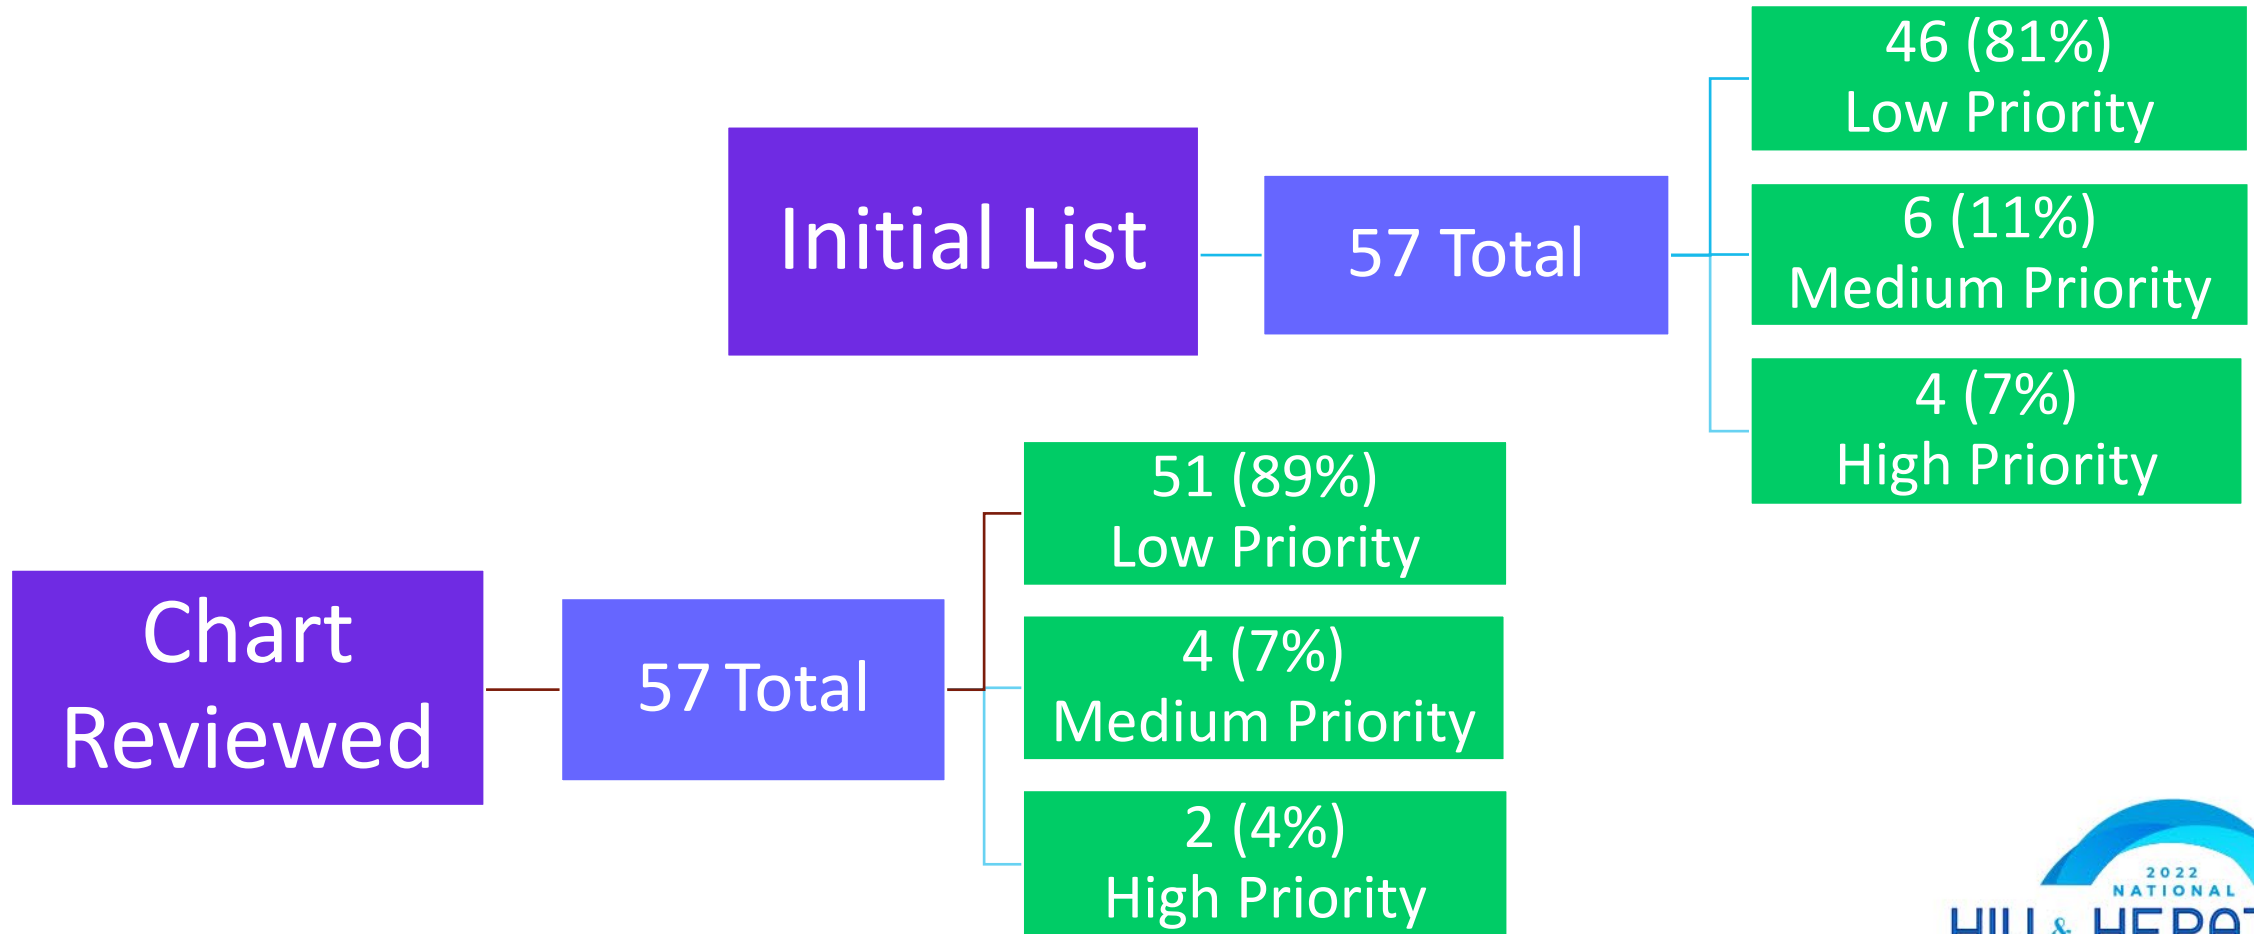 Initial List
57 Total
46 (81%)
Low Priority
6 (11%)
Medium Priority
4 (7%)
High Priority
Chart
Reviewed
57 Total
51 (89%)
Low Priority
4 (7%)
Medium Priority
2 (4%)
High Priority
2022
NATIONAL
&